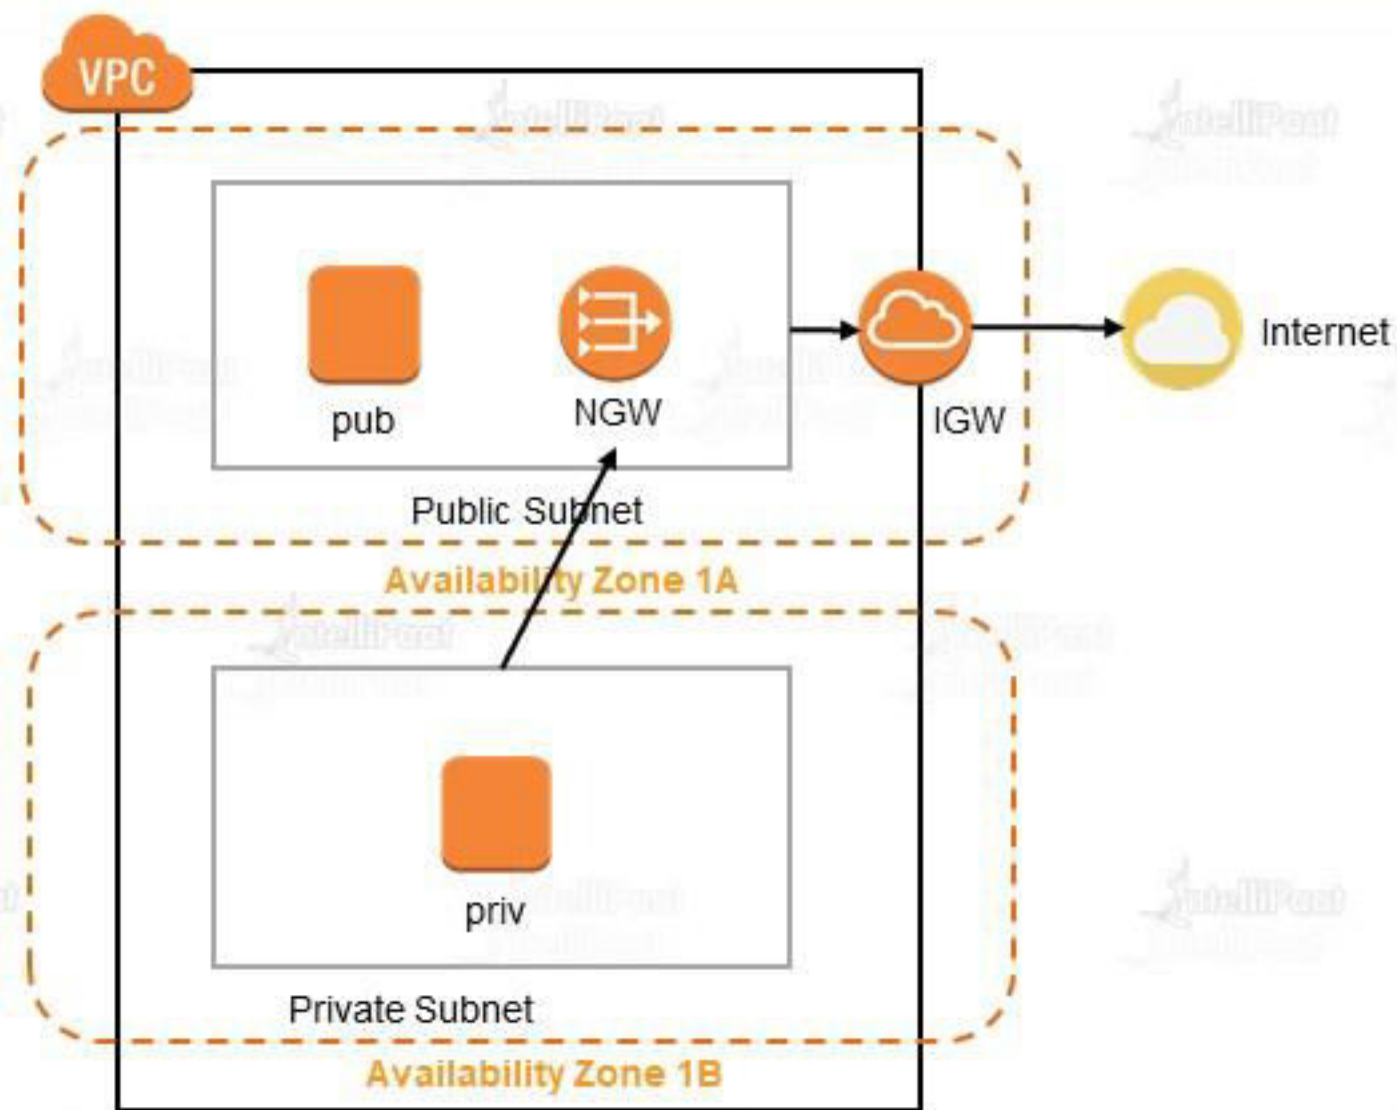 VPC
pub
NGW
IGW
Internet
Public Subnet
Availability Zone 1A
priv
Private Subnet
Availability Zone 1B